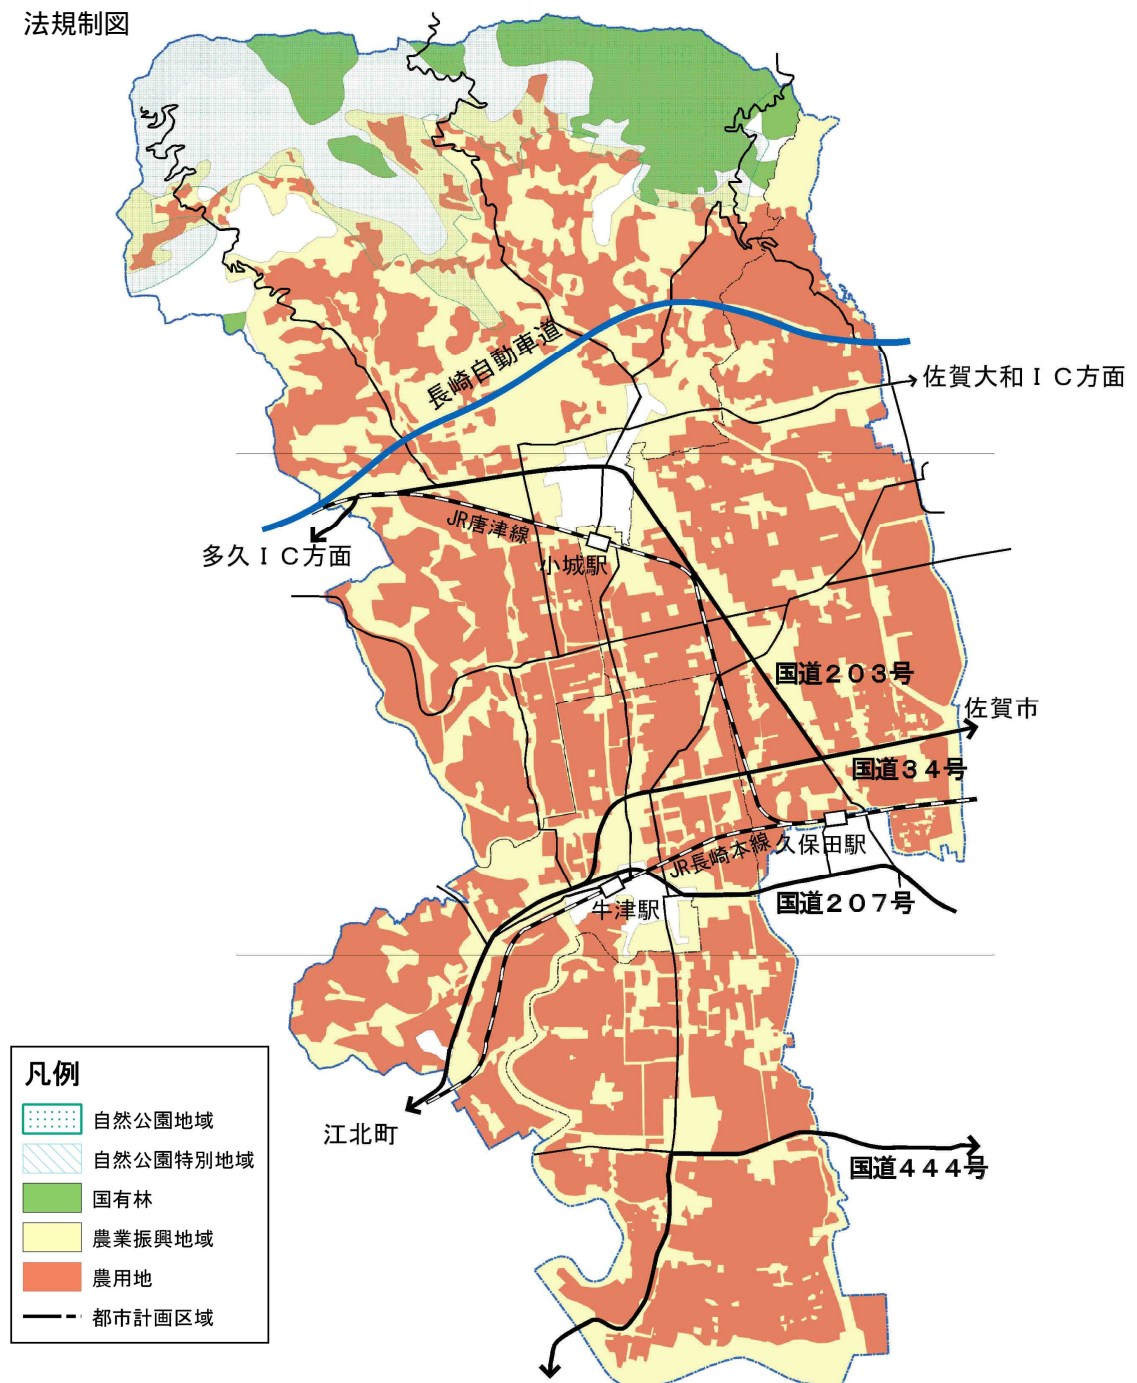 法規制図
長崎自動車道
佐賀大和ＩＣ方面
JR唐津線
多久ＩＣ方面
小城駅
国道２０３号
佐賀市
国道３４号
JR長崎本線
久保田駅
牛津駅
国道２０７号
江北町
国道４４４号
凡例
自然公園地域
自然公園特別地域
国有林
農業振興地域
農用地
都市計画区域